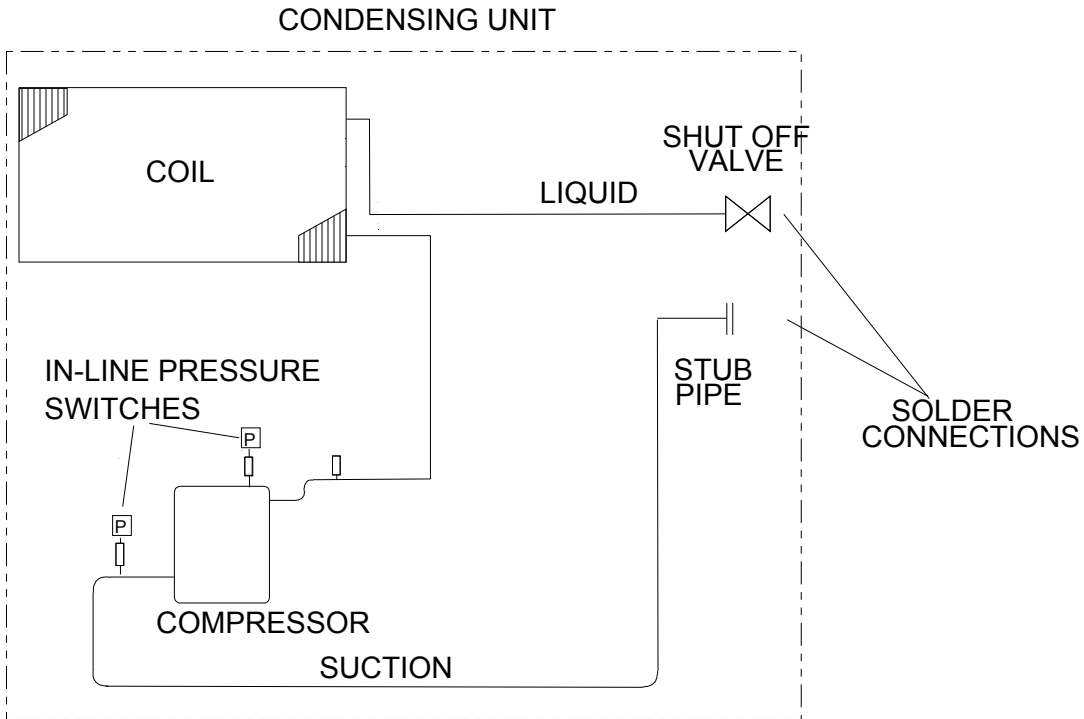 CONDENSING UNIT
COIL
SHUT OFF
VALVE
LIQUID
IN-LINE PRESSURE
SWITCHES
STUB
PIPE
SOLDER
CONNECTIONS
P
P
COMPRESSOR
SUCTION